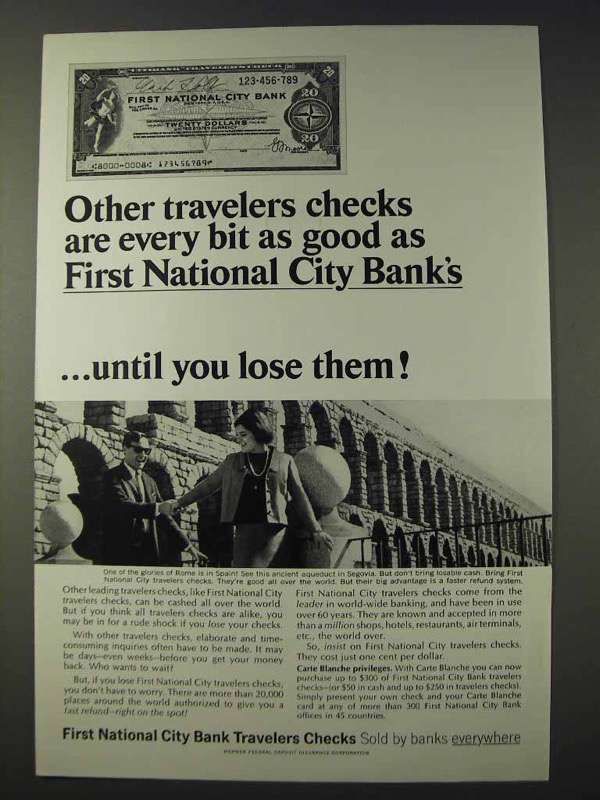 CITIBANK TRAVELERS CHECK
20
20
123-456-789
FIRST NATIONAL CITY BANK
20
TWENTY DOLLARS
UNITED STATES CURRENCY
20
⑆8000⑉0008⑆ 123456789⑈
Other travelers checks
are every bit as good as
First National City Bank's
...until you lose them!
One of the glories of Rome is in Spain! See this ancient aqueduct in Segovia. But don't bring losable cash. Bring First
National City travelers checks. They're good all over the world. But their big advantage is a faster refund system.
Other leading travelers checks, like First National City
travelers checks, can be cashed all over the world.
But if you think all travelers checks are alike, you
may be in for a rude shock if you lose your checks.
With other travelers checks, elaborate and time-
consuming inquiries often have to be made. It may
be days—even weeks—before you get your money
back. Who wants to wait?
But, if you lose First National City travelers checks,
you don't have to worry. There are more than 20,000
places around the world authorized to give you a
fast refund—right on the spot!
First National City travelers checks come from the
leader in world-wide banking, and have been in use
over 60 years. They are known and accepted in more
than a million shops, hotels, restaurants, air terminals,
etc., the world over.
So, insist on First National City travelers checks.
They cost just one cent per dollar.
Carte Blanche privileges. With Carte Blanche you can now
purchase up to $300 of First National City Bank travelers
checks—(or $50 in cash and up to $250 in travelers checks).
Simply present your own check and your Carte Blanche
card at any of more than 300 First National City Bank
offices in 45 countries.
First National City Bank Travelers Checks Sold by banks everywhere
MEMBER FEDERAL DEPOSIT INSURANCE CORPORATION